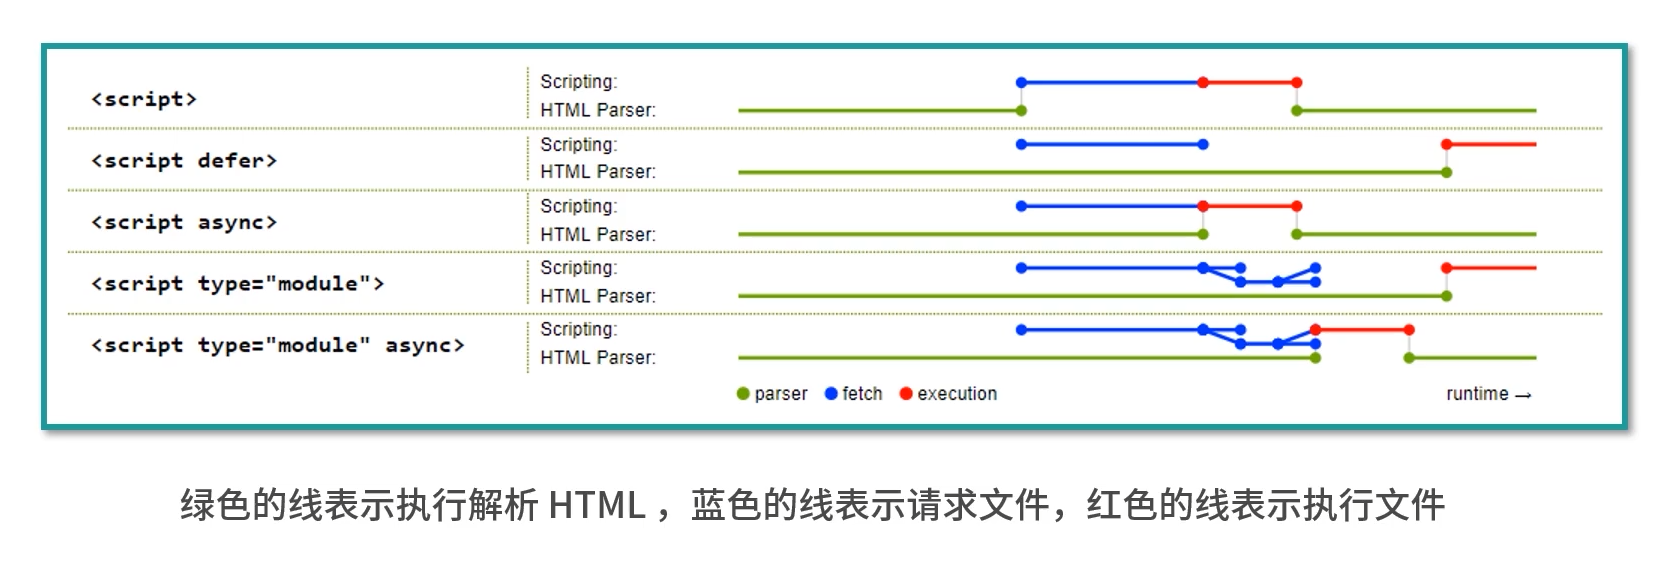 <script>
Scripting:
HTML Parser:
<script defer>
Scripting:
HTML Parser:
<script async>
Scripting:
HTML Parser:
<script type="module">
Scripting:
HTML Parser:
<script type="module" async>
Scripting:
HTML Parser:
parser fetch execution runtime →
绿色的线表示执行解析 HTML ，蓝色的线表示请求文件，红色的线表示执行文件